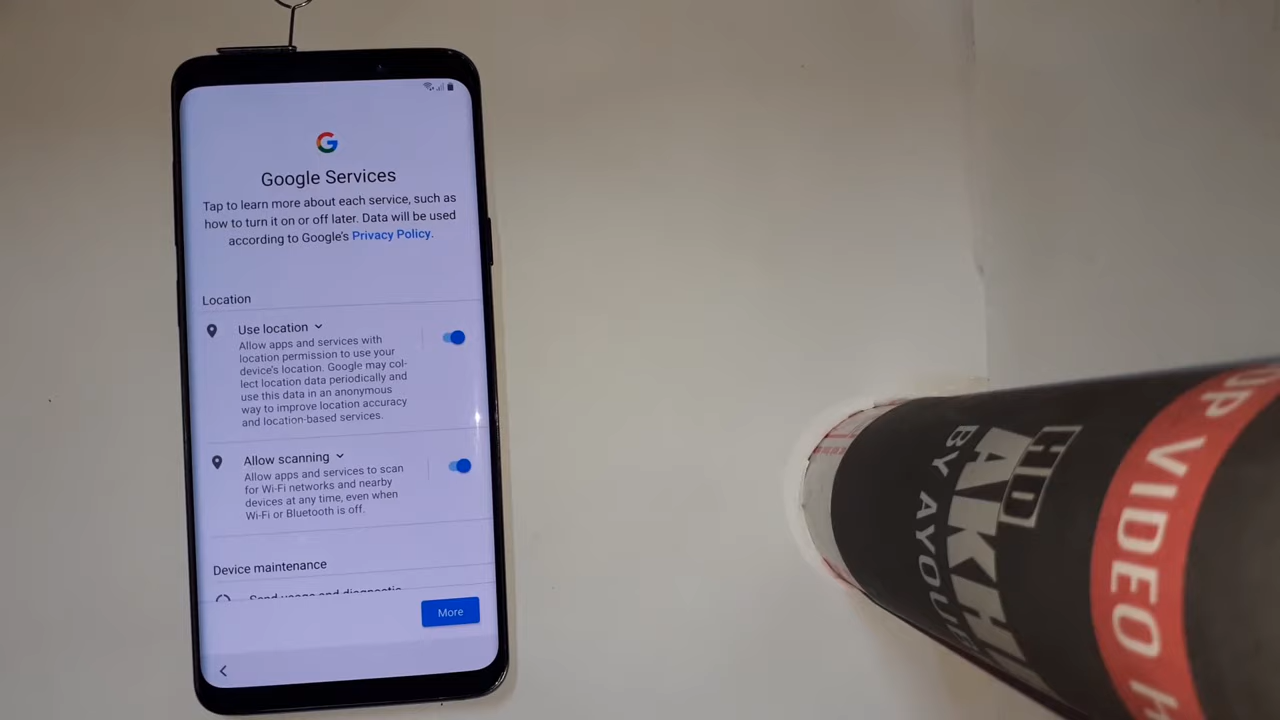 Google Services
Tap to learn more about each service, such as
how to turn it on or off later. Data will be used
according to Google's Privacy Policy.
Location
Use location
Allow apps and services with
location permission to use your
device's location. Google may col-
lect location data periodically and
use this data in an anonymous
way to improve location accuracy
and location-based services.
Allow scanning
Allow apps and services to scan
for Wi-Fi networks and nearby
devices at any time, even when
Wi-Fi or Bluetooth is off.
Device maintenance
Send usage and diagnostic
More
HD
BY AYOUB
VIDEO